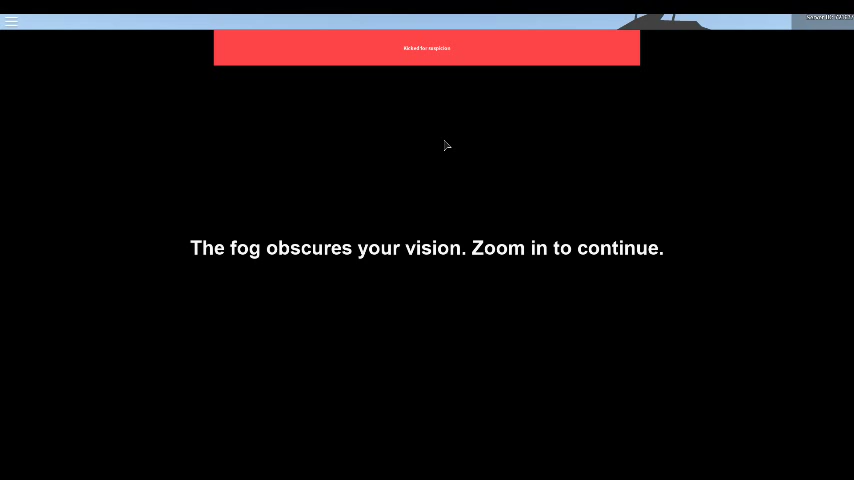 Kicked for suspicion
The fog obscures your vision. Zoom in to continue.